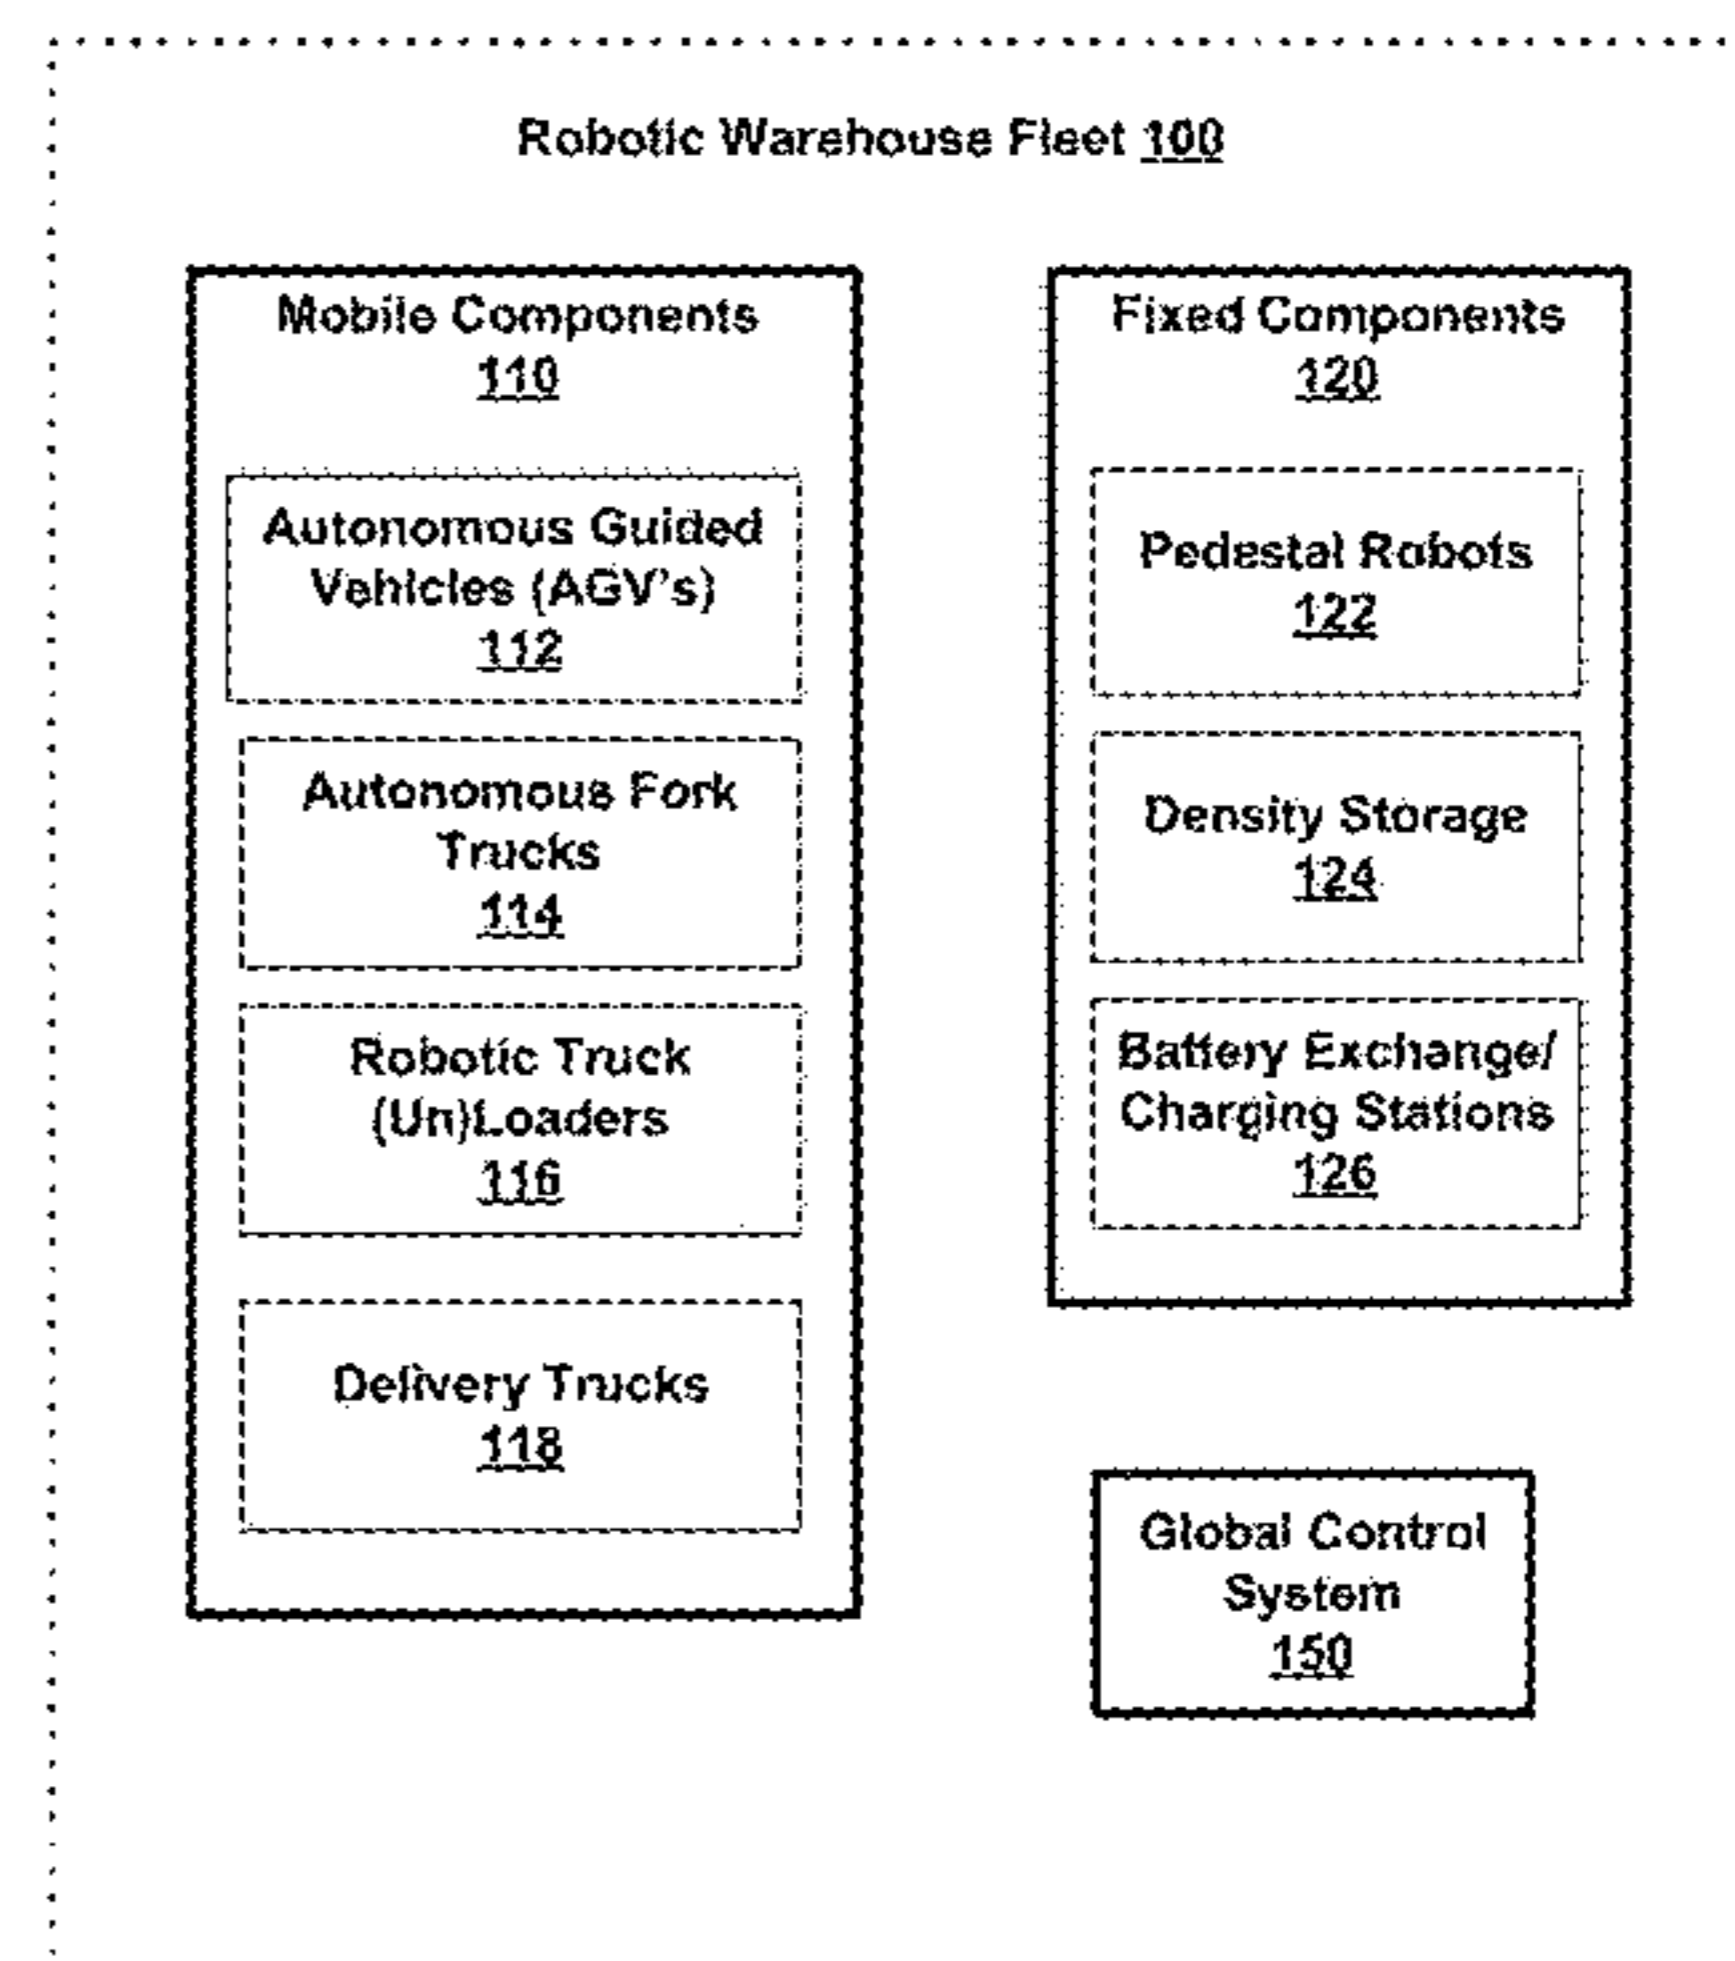 Robotic Warehouse Fleet 100
Mobile Components
110
Autonomous Guided
Vehicles (AGV's)
112
Autonomous Fork
Trucks
114
Robotic Truck
(Un)Loaders
116
Delivery Trucks
118
Fixed Components
120
Pedestal Robots
122
Density Storage
124
Battery Exchange/
Charging Stations
126
Global Control
System
150